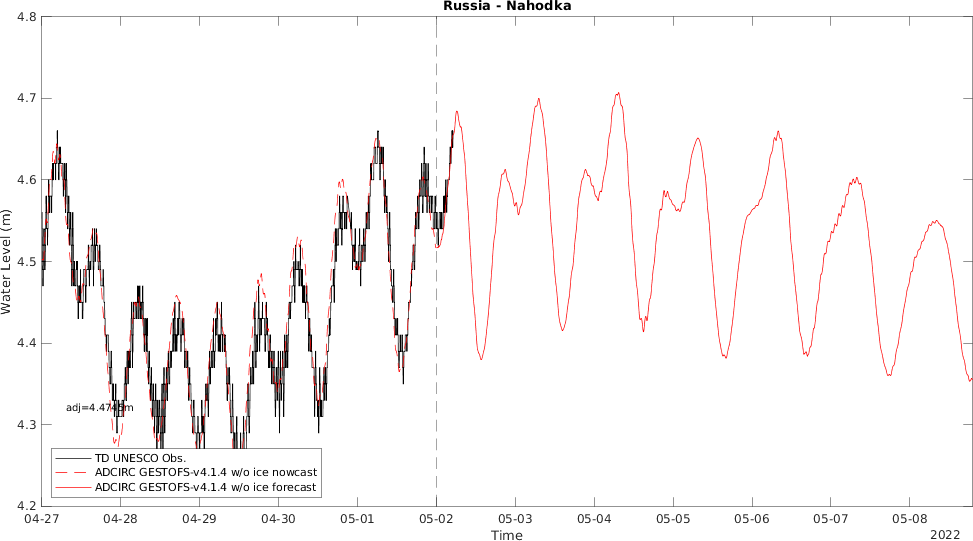 Russia - Nahodka
4.8
4.7
4.6
4.5
4.4
4.3
4.2
Water Level (m)
adj=4.4746m
TD UNESCO Obs.
ADCIRC GESTOFS-v4.1.4 w/o ice nowcast
ADCIRC GESTOFS-v4.1.4 w/o ice forecast
04-27 04-28 04-29 04-30 05-01 05-02 05-03 05-04 05-05 05-06 05-07 05-08
Time
2022